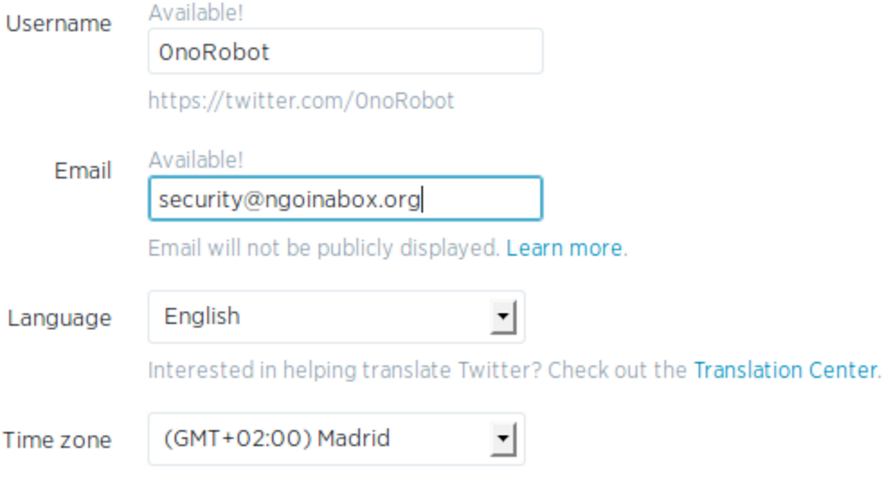 Available!
Username
0noRobot
https://twitter.com/0noRobot
Available!
Email
security@ngoinabox.org
Email will not be publicly displayed. Learn more.
Language
English
Interested in helping translate Twitter? Check out the Translation Center.
Time zone
(GMT+02:00) Madrid